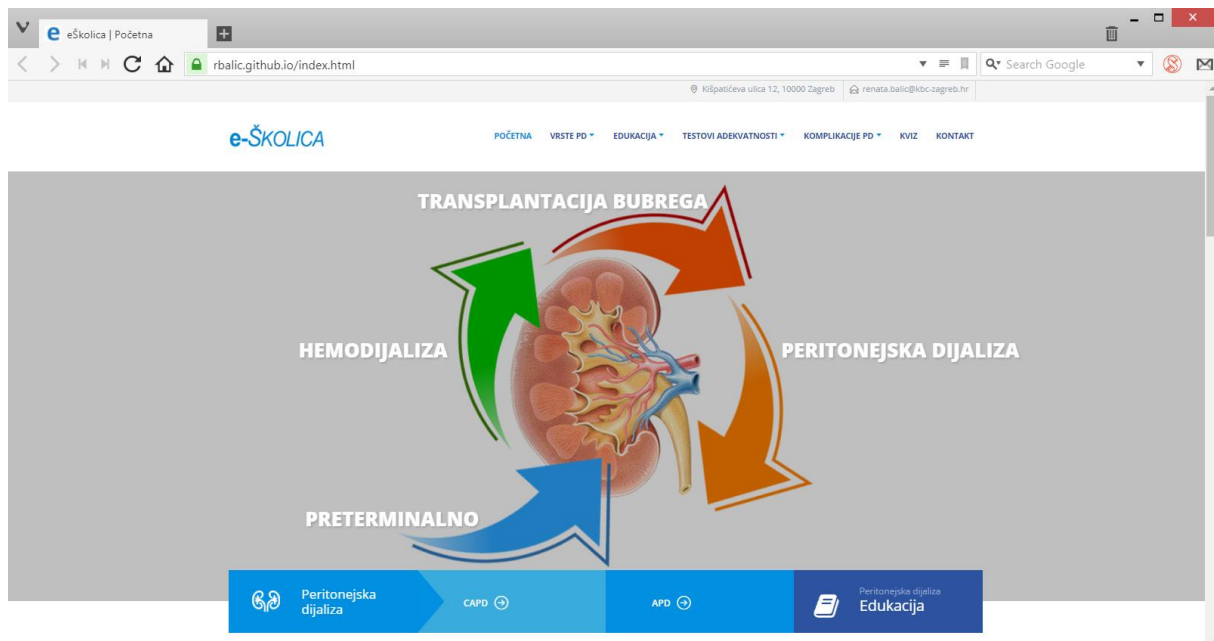 eŠkolica | Početna
rbalic.github.io/index.html
Search Google
Kišpatićeva ulica 12, 10000 Zagreb
renata.balic@kbc-zagreb.hr
e-ŠKOLICA
POČETNA VRSTE PD EDUKACIJA TESTOVI ADEKVATNOSTI KOMPLIKACIJE PD KVIZ KONTAKT
TRANSPLANTACIJA BUBREGA
HEMODIJALIZA
PERITONEJSKA DIJALIZA
PRETERMINALNO
Peritonejska
dijaliza
CAPD
APD
Peritonejska dijaliza
Edukacija